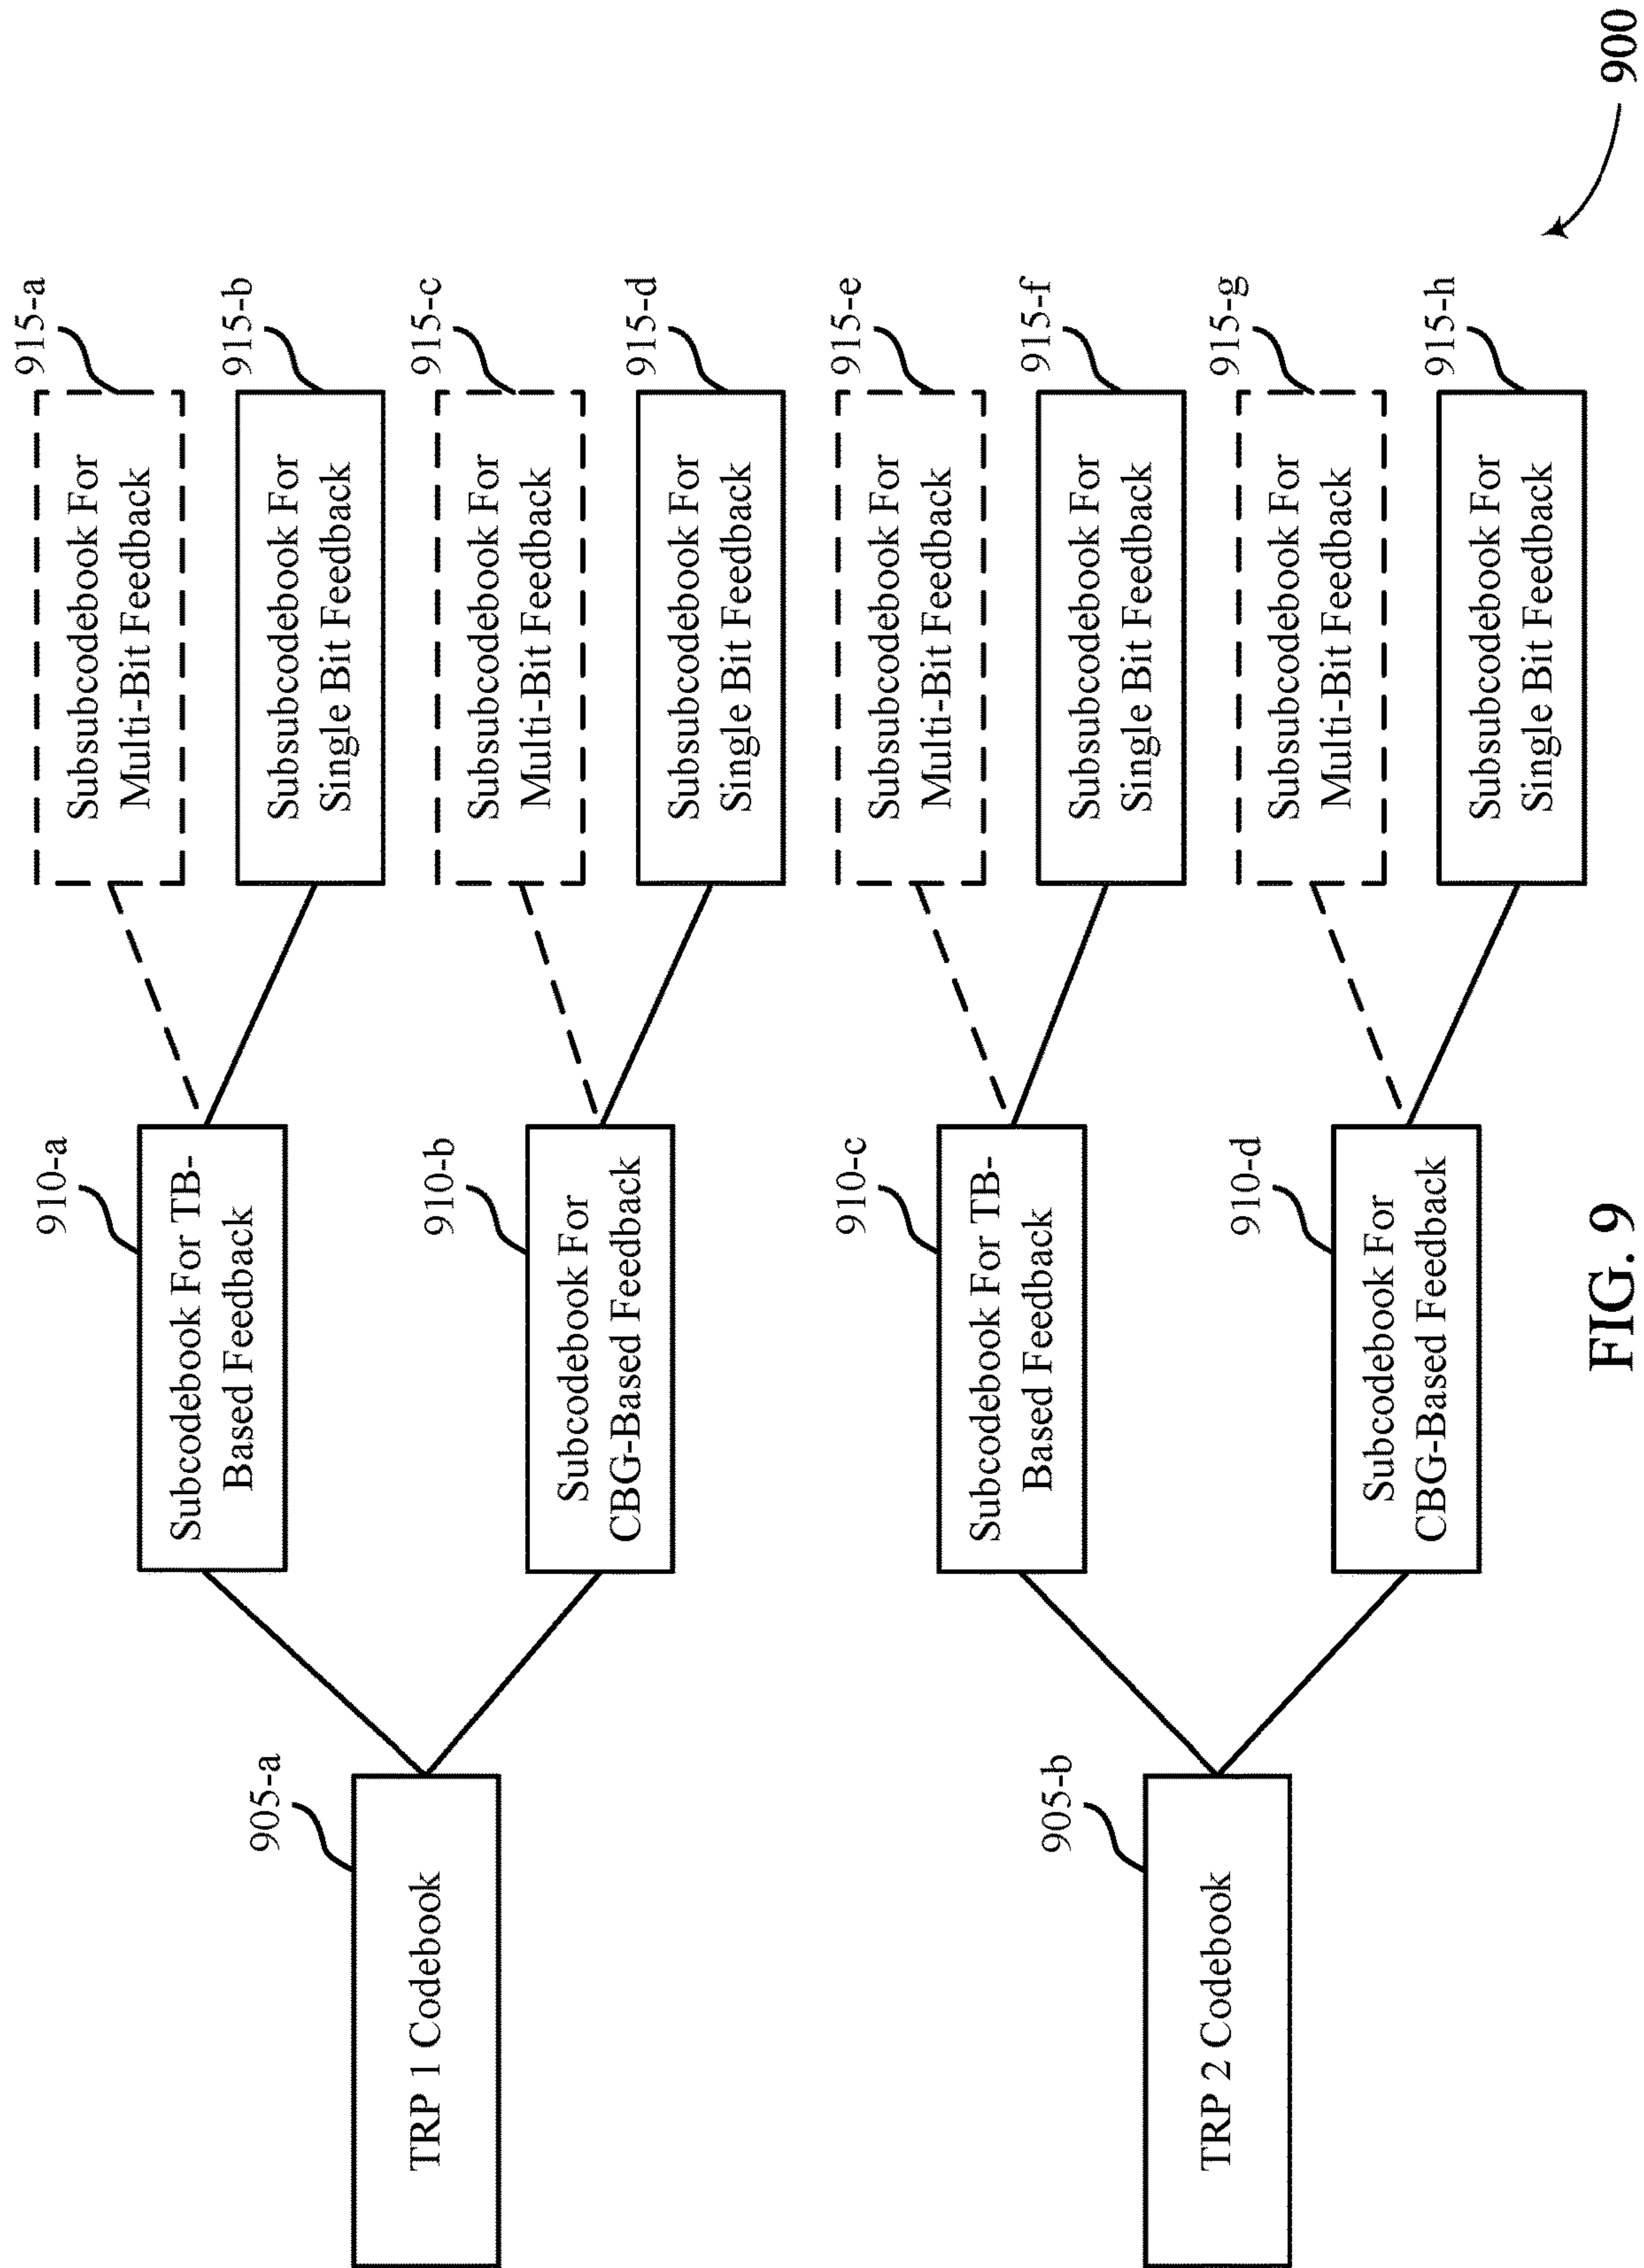 905-a
TRP 1 Codebook
910-a
Subcodebook For TB-
Based Feedback
910-b
Subcodebook For
CBG-Based Feedback
915-a
Subsubcodebook For
Multi-Bit Feedback
915-b
Subsubcodebook For
Single Bit Feedback
915-c
Subsubcodebook For
Multi-Bit Feedback
915-d
Subsubcodebook For
Single Bit Feedback
905-b
TRP 2 Codebook
910-c
Subcodebook For TB-
Based Feedback
910-d
Subcodebook For
CBG-Based Feedback
915-e
Subsubcodebook For
Multi-Bit Feedback
915-f
Subsubcodebook For
Single Bit Feedback
915-g
Subsubcodebook For
Multi-Bit Feedback
915-h
Subsubcodebook For
Single Bit Feedback
900
FIG. 9